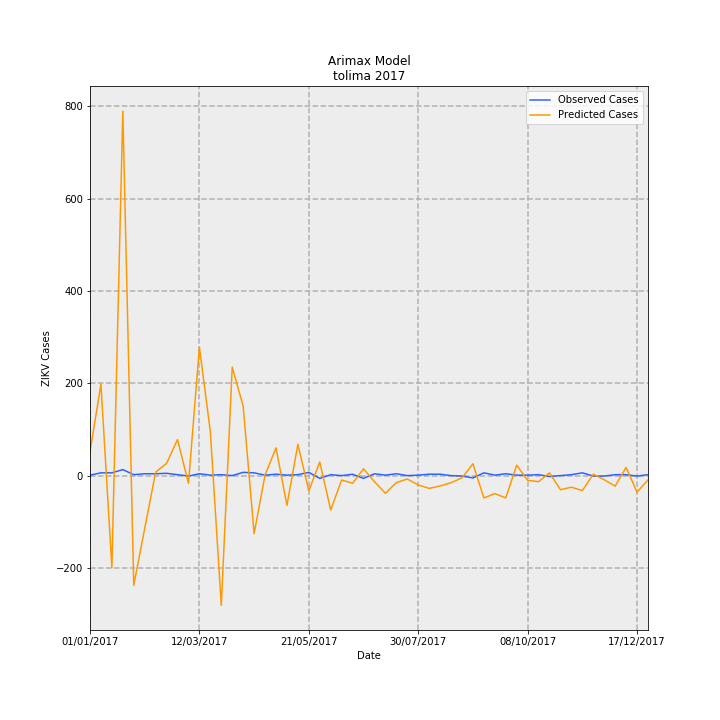 Arimax Model
tolima 2017
Observed Cases
Predicted Cases
800
600
400
200
0
−200
ZIKV Cases
01/01/2017
12/03/2017
21/05/2017
30/07/2017
08/10/2017
17/12/2017
Date